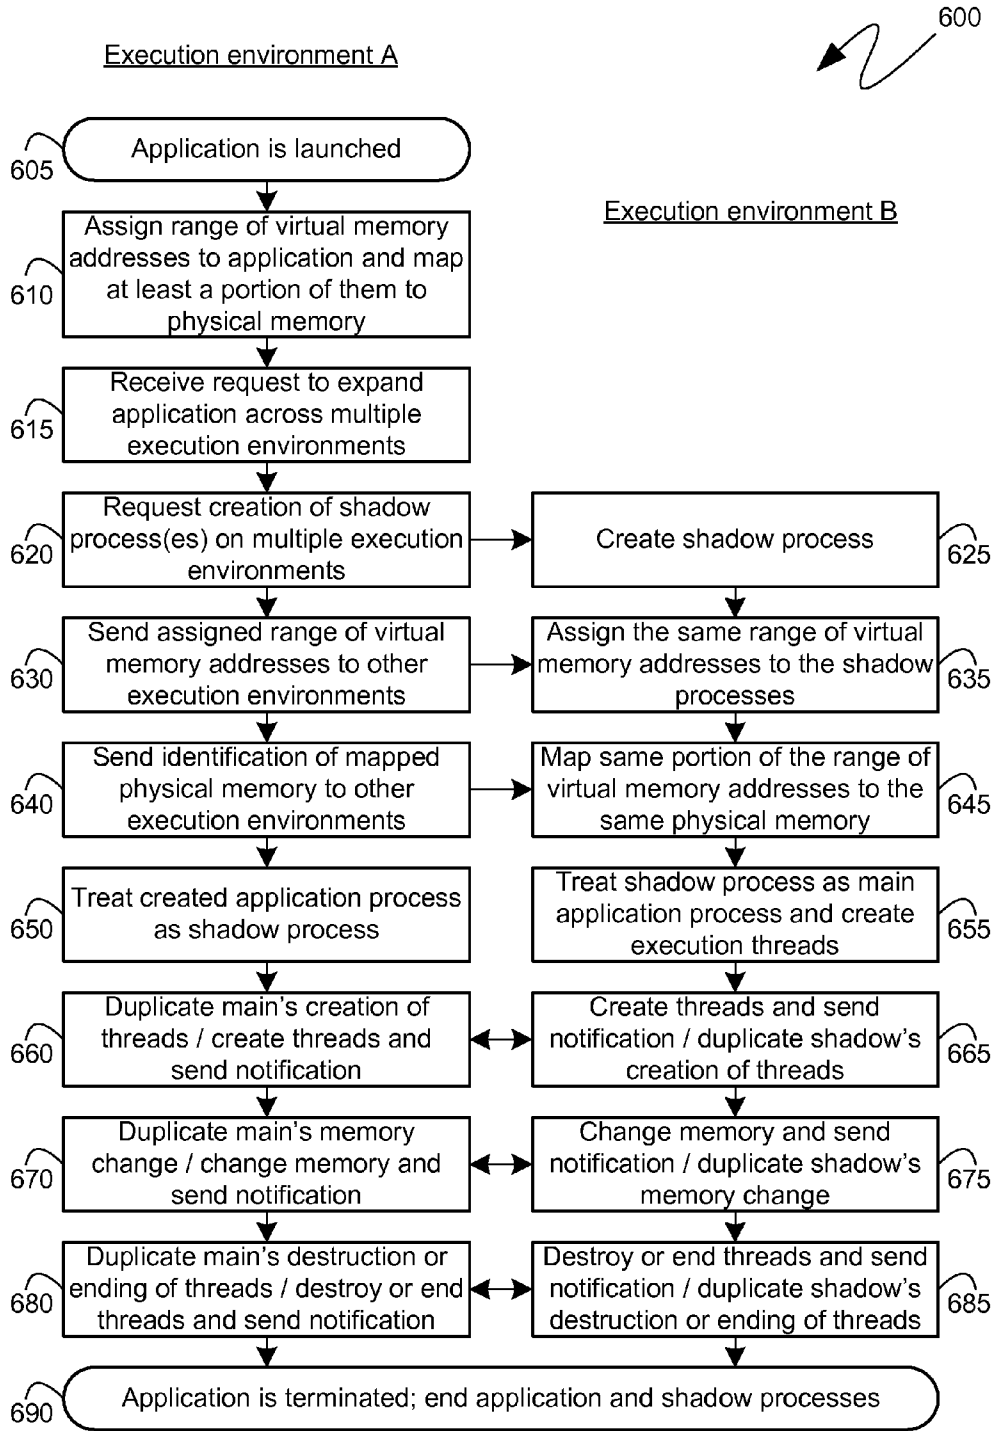 600
Execution environment A
605
Application is launched
Execution environment B
610
Assign range of virtual memory
addresses to application and map
at least a portion of them to
physical memory
615
Receive request to expand
application across multiple
execution environments
620
Request creation of shadow
process(es) on multiple execution
environments
Create shadow process
625
630
Send assigned range of virtual
memory addresses to other
execution environments
Assign the same range of virtual
memory addresses to the shadow
processes
635
640
Send identification of mapped
physical memory to other
execution environments
Map same portion of the range of
virtual memory addresses to the
same physical memory
645
650
Treat created application process
as shadow process
Treat shadow process as main
application process and create
execution threads
655
660
Duplicate main's creation of
threads / create threads and
send notification
Create threads and send
notification / duplicate shadow's
creation of threads
665
670
Duplicate main's memory
change / change memory and
send notification
Change memory and send
notification / duplicate shadow's
memory change
675
680
Duplicate main's destruction or
ending of threads / destroy or end
threads and send notification
Destroy or end threads and send
notification / duplicate shadow's
destruction or ending of threads
685
690
Application is terminated; end application and shadow processes